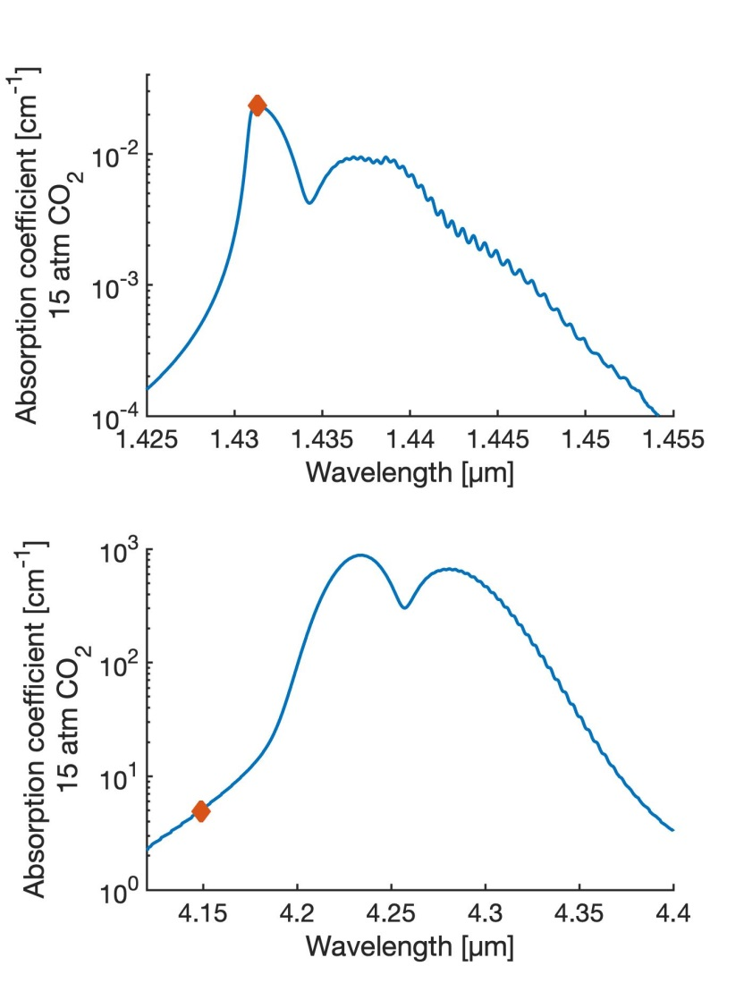 Absorption coefficient [cm⁻¹]
15 atm CO₂
10⁻²
10⁻³
10⁻⁴
1.425 1.43 1.435 1.44 1.445 1.45 1.455
Wavelength [µm]
Absorption coefficient [cm⁻¹]
15 atm CO₂
10³
10²
10¹
10⁰
4.15 4.2 4.25 4.3 4.35 4.4
Wavelength [µm]